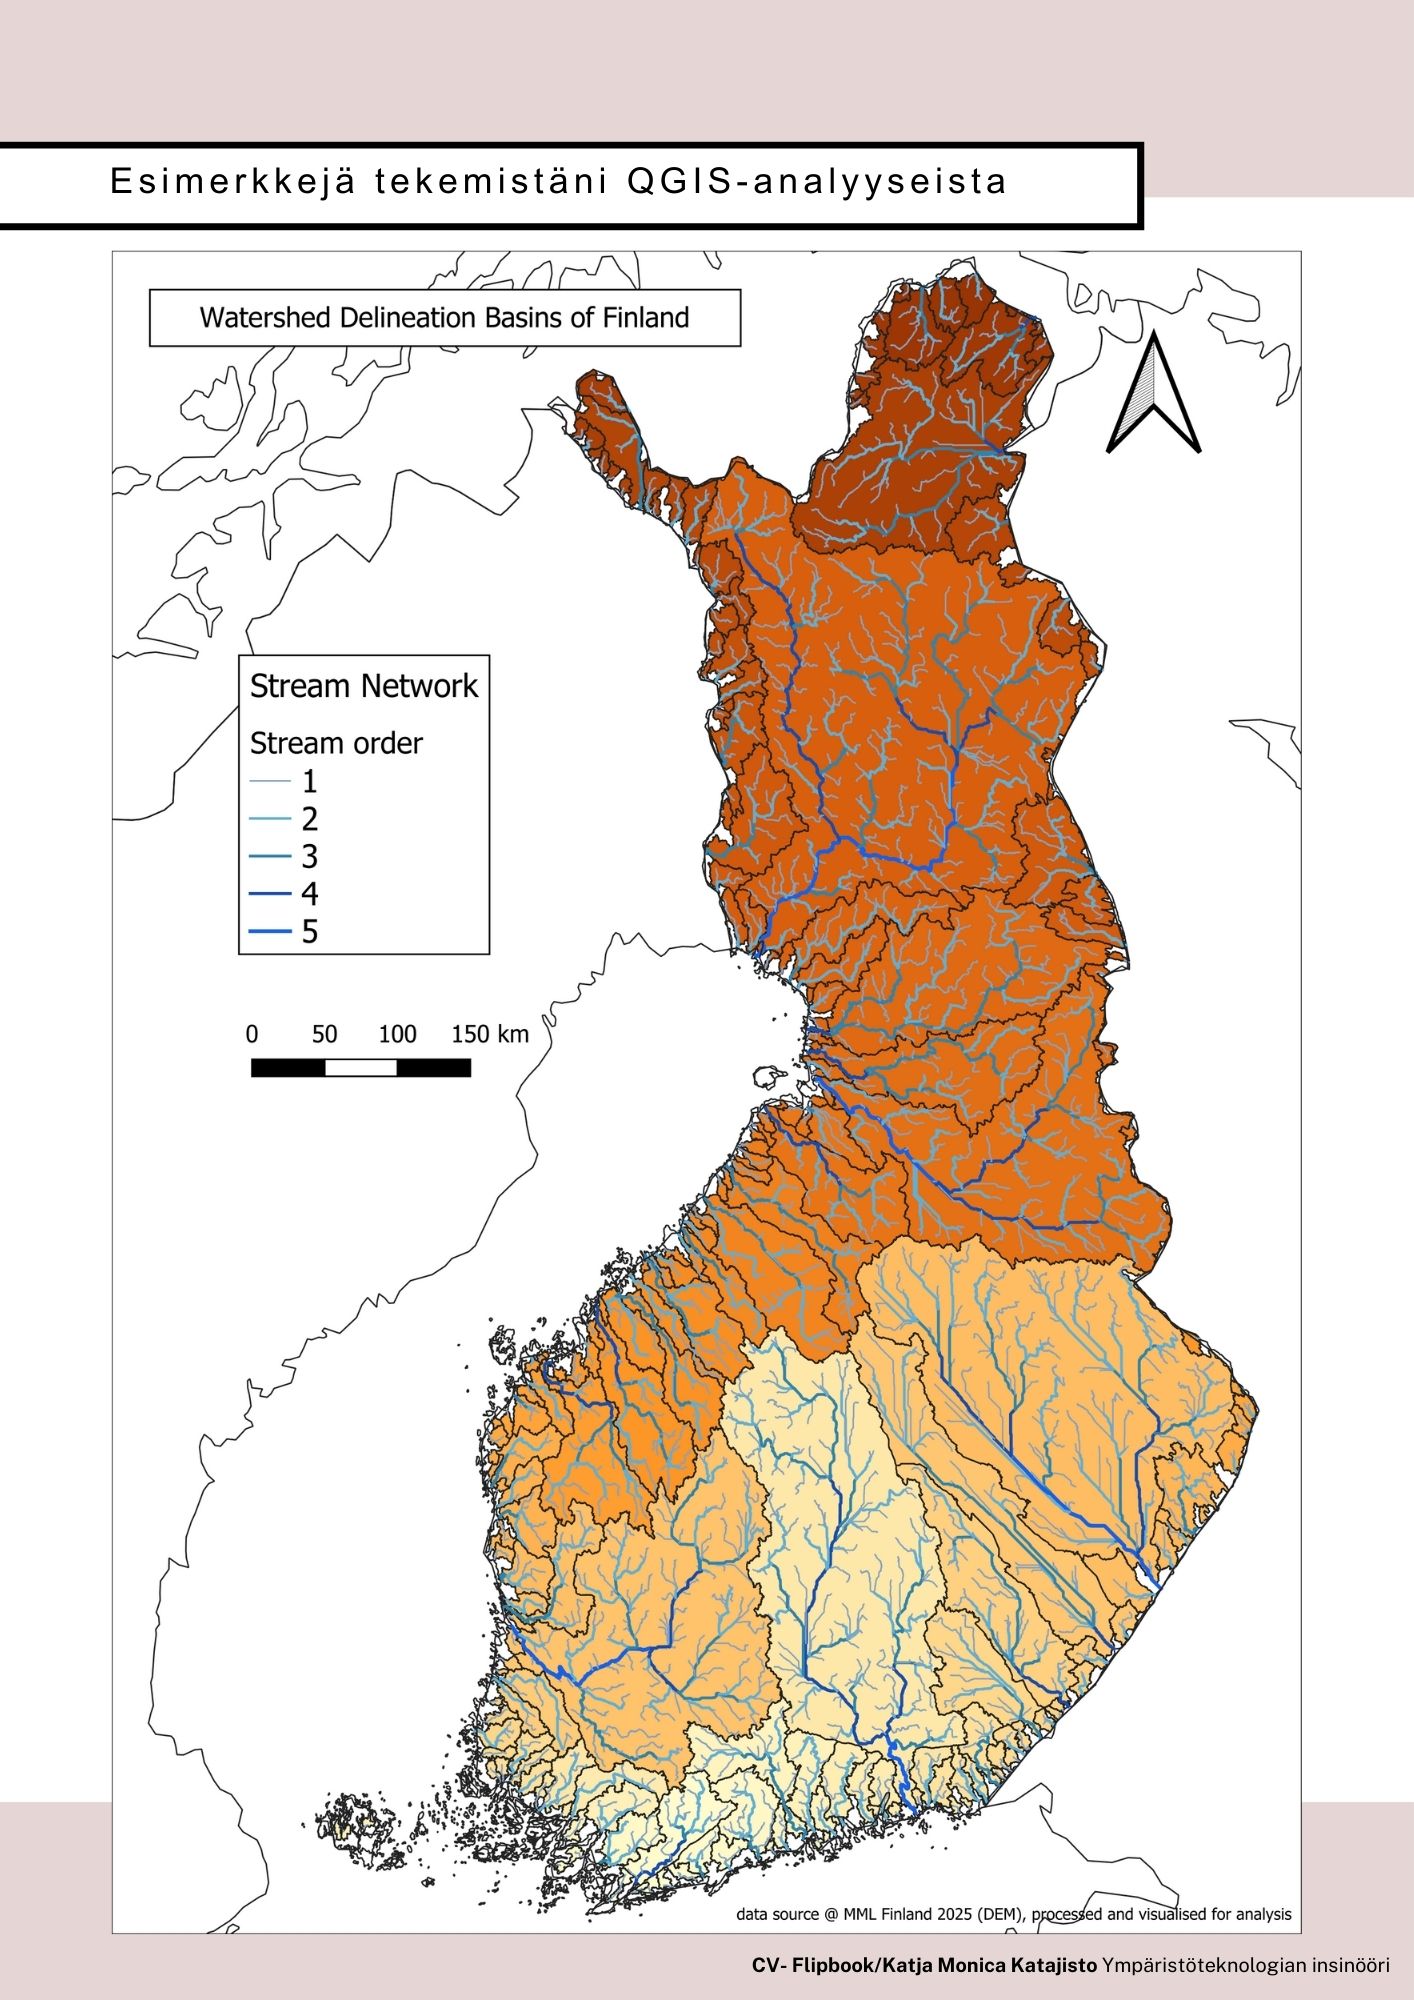 Esimerkkejä tekemistäni QGIS-analyyseista
Watershed Delineation Basins of Finland
Stream Network
Stream order
1
2
3
4
5
0 50 100 150 km
data source @ MML Finland 2025 (DEM), processed and visualised for analysis
CV- Flipbook/Katja Monica Katajisto Ympäristöteknologian insinööri